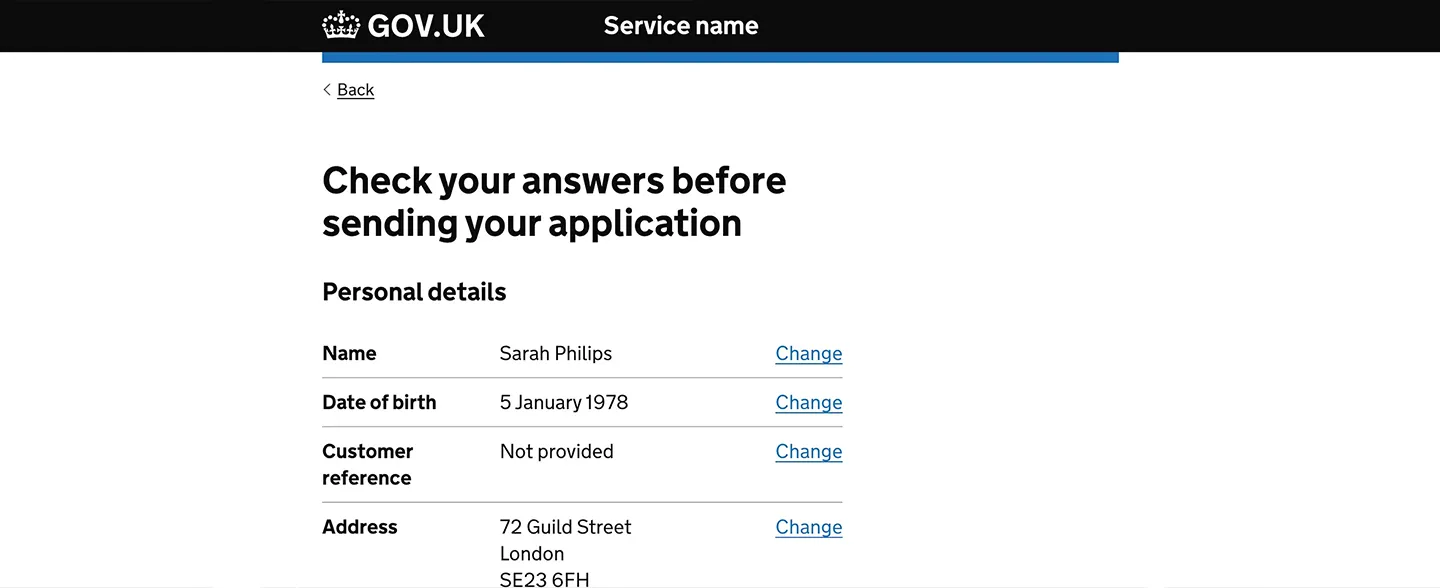 GOV.UK Service name
Back
Check your answers before
sending your application
Personal details
Name Sarah Philips Change
Date of birth 5 January 1978 Change
Customer Not provided Change
reference
Address 72 Guild Street Change
London
SE23 6FH